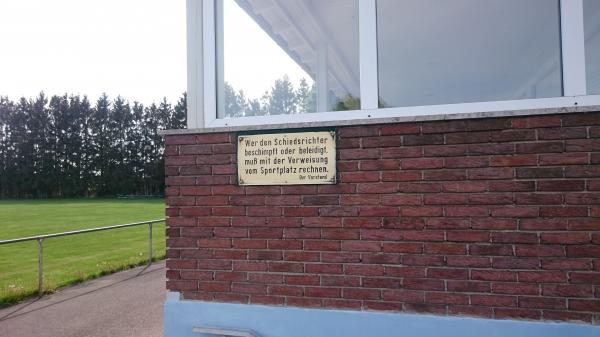 Wer den Schiedsrichter
beschimpft oder beleidigt,
muß mit der Verweisung
vom Sportplatz rechnen.
Der Vorstand